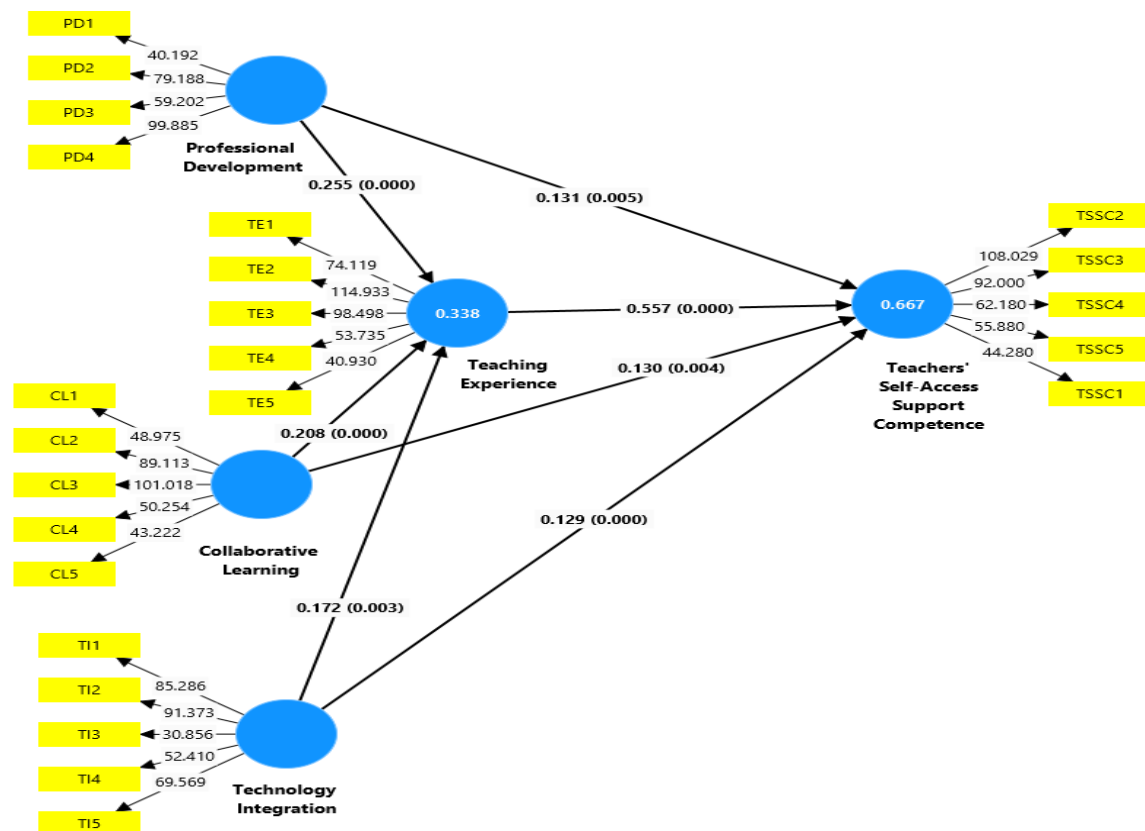 PD1
PD2
PD3
PD4
40.192
79.188
59.202
99.885
Professional
Development
0.255 (0.000)
0.131 (0.005)
TE1
TE2
TE3
TE4
TE5
74.119
114.933
98.498
53.735
40.930
0.338
Teaching
Experience
0.557 (0.000)
0.667
Teachers'
Self-Access
Support
Competence
108.029
92.000
62.180
55.880
44.280
TSSC2
TSSC3
TSSC4
TSSC5
TSSC1
0.130 (0.004)
CL1
CL2
CL3
CL4
CL5
48.975
89.113
101.018
50.254
43.222
0.208 (0.000)
Collaborative
Learning
0.129 (0.000)
0.172 (0.003)
TI1
TI2
TI3
TI4
TI5
85.286
91.373
30.856
52.410
69.569
Technology
Integration